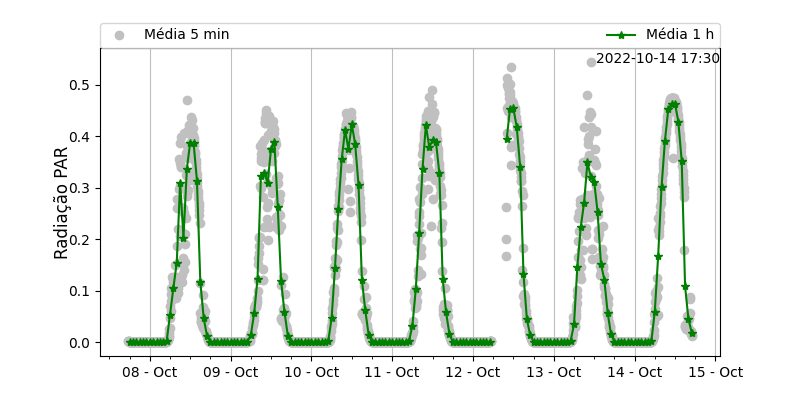 Média 5 min
Média 1 h
2022-10-14 17:30
Radiação PAR
0.5
0.4
0.3
0.2
0.1
0.0
08 - Oct
09 - Oct
10 - Oct
11 - Oct
12 - Oct
13 - Oct
14 - Oct
15 - Oct